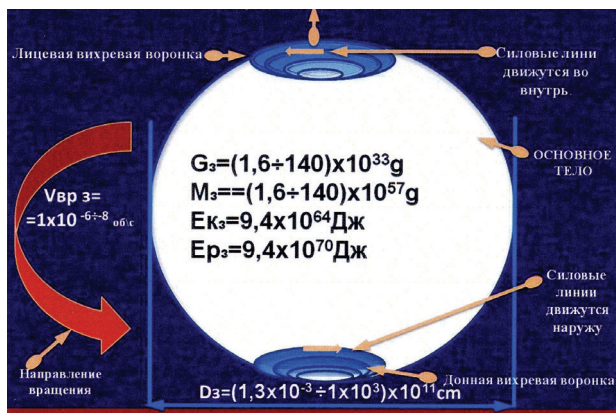 Лицевая вихревая воронка
Силовые лини
движутся во
внутрь.
ОСНОВНОЕ
ТЕЛО
Gз=(1,6÷140)x10³³g
Mз==(1,6÷140)x10⁵⁷g
Eкз=9,4x10⁶⁴Дж
Epз=9,4x10⁷⁰Дж
Vвр з=
=1x10 ⁻⁶÷⁻⁸ об\с
Силовые
линии
движутся
наружу
Направление
вращения
Донная вихревая воронка
Dз=(1,3x10⁻³÷1x10³)x10¹¹cm